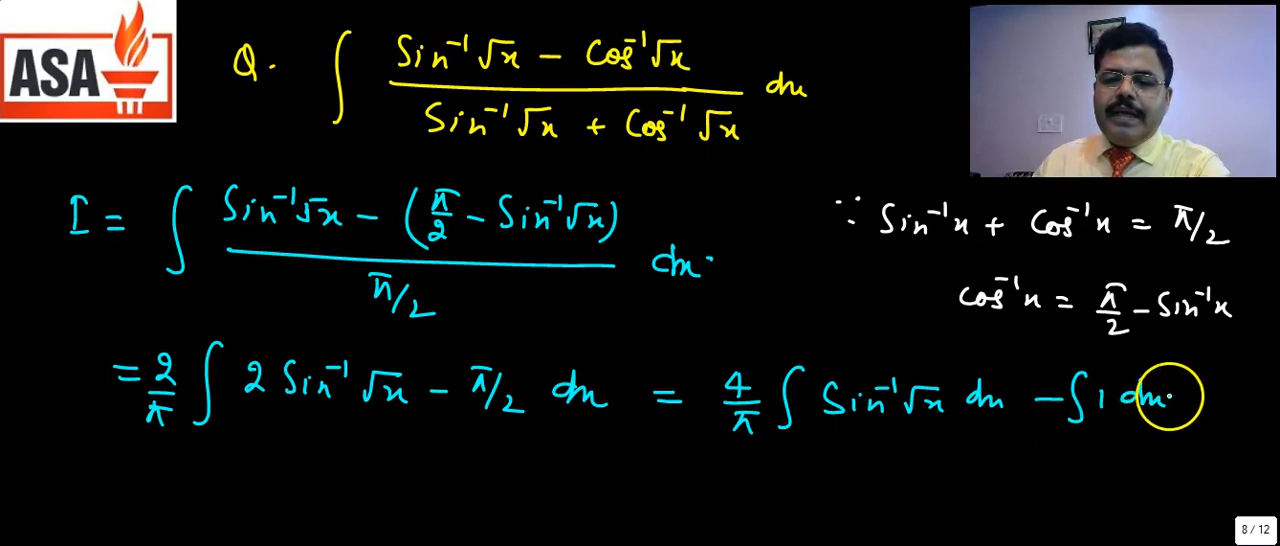 ASA
Q. ∫ (Sin⁻¹√x − Cos⁻¹√x) / (Sin⁻¹√x + Cos⁻¹√x) dx
I = ∫ (Sin⁻¹√x − (π/2 − Sin⁻¹√x)) / (π/2) dx.
∵ Sin⁻¹x + Cos⁻¹x = π/2
Cos⁻¹x = π/2 − Sin⁻¹x
= 2/π ∫ 2 Sin⁻¹√x − π/2 dx = 4/π ∫ Sin⁻¹√x dx − ∫ 1 dx
8 / 12